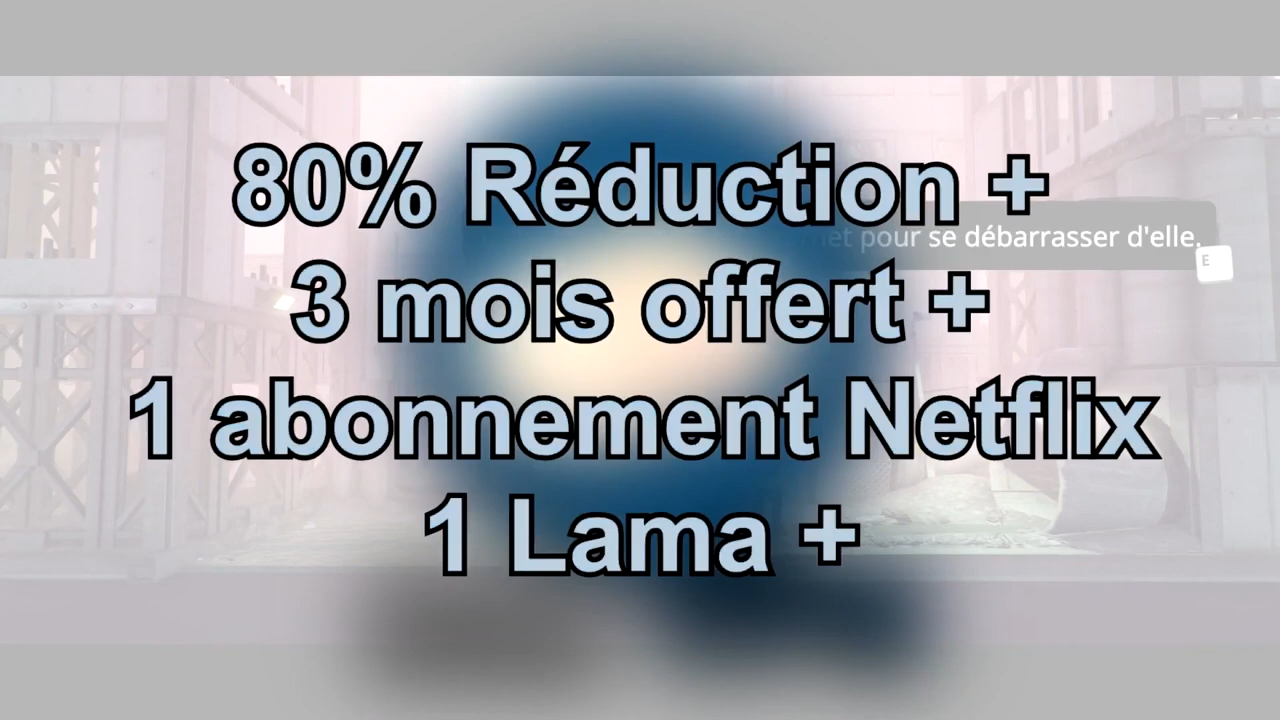 80% Réduction +
pour se débarrasser d'elle.
E
3 mois offert +
1 abonnement Netflix
1 Lama +